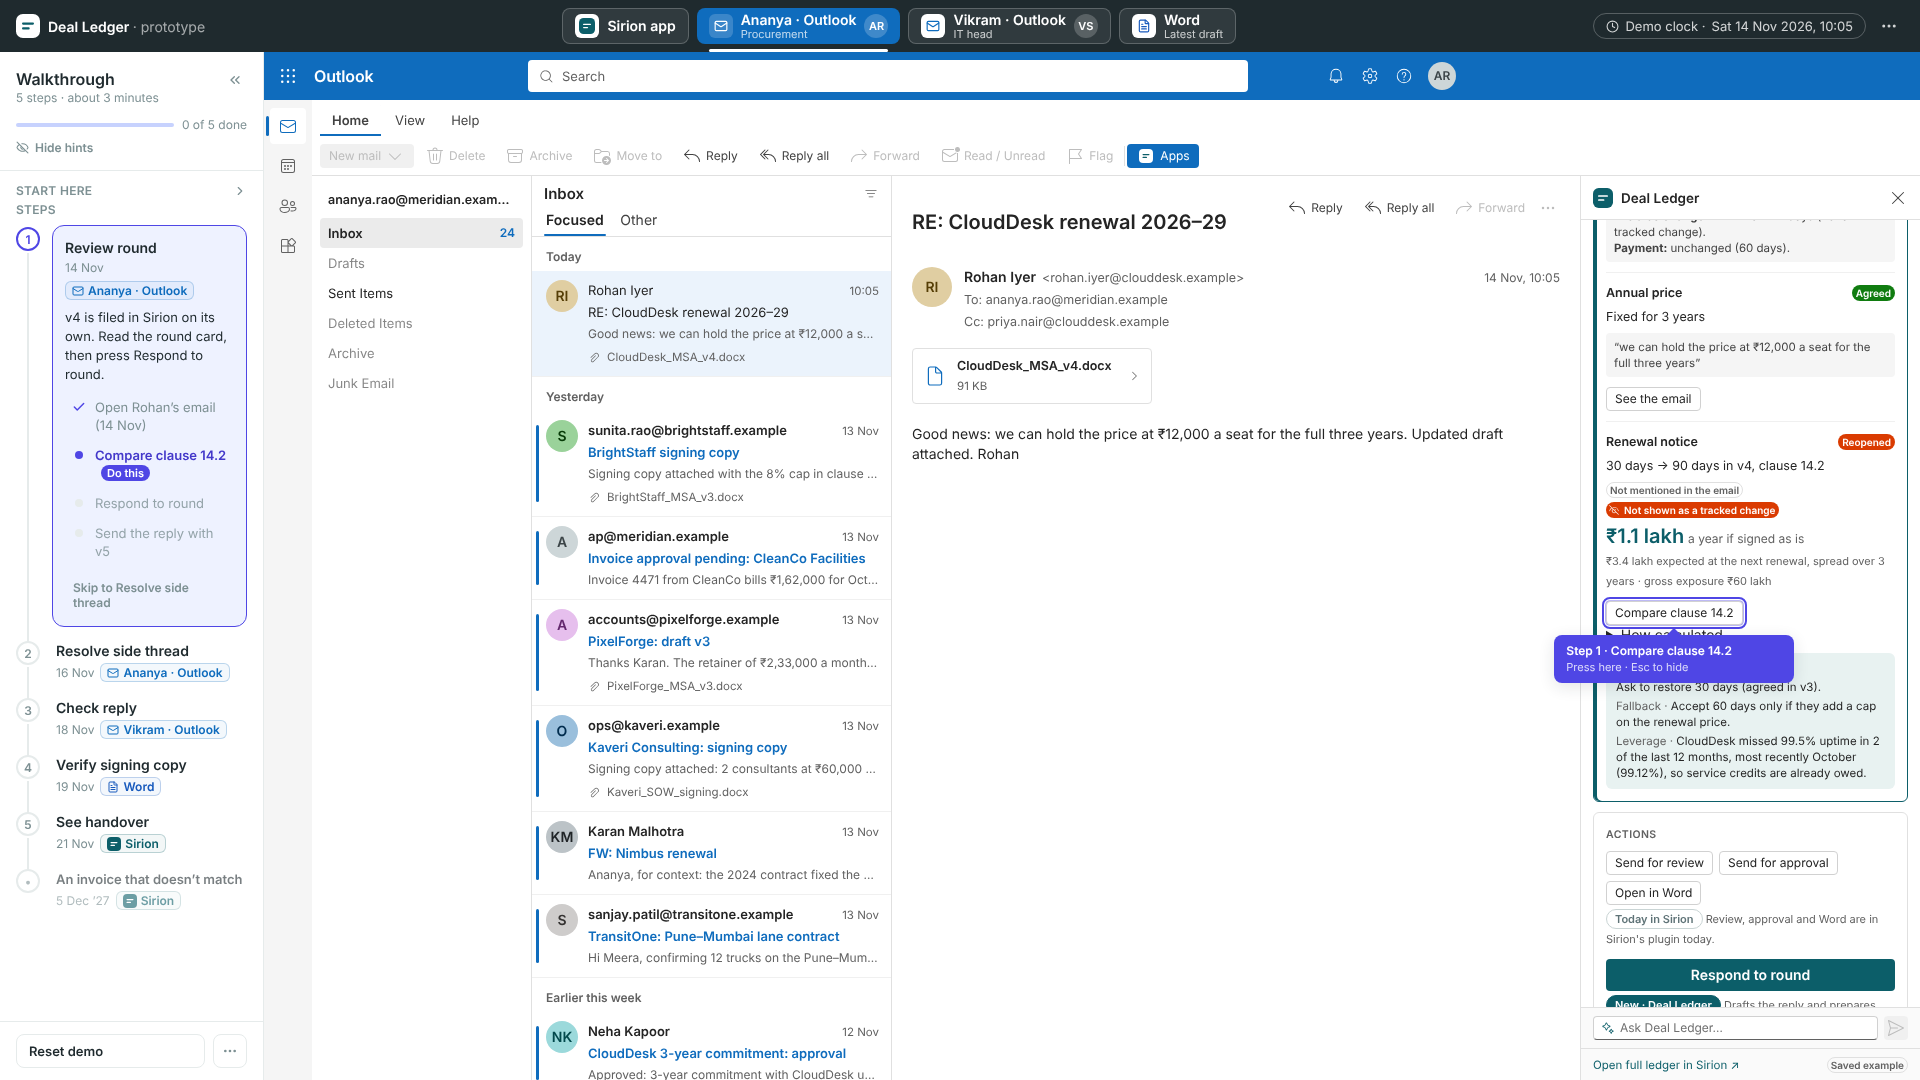 Deal Ledger · prototype
Sirion app
Ananya · Outlook
Procurement
AR
Vikram · Outlook
IT head
VS
Word
Latest draft
Demo clock · Sat 14 Nov 2026, 10:05
Walkthrough
5 steps · about 3 minutes
0 of 5 done
Hide hints
START HERE
STEPS
1
Review round
14 Nov
Ananya · Outlook
v4 is filed in Sirion on its
own. Read the round card,
then press Respond to
round.
Open Rohan's email
(14 Nov)
Compare clause 14.2
Do this
Respond to round
Send the reply with
v5
Skip to Resolve side
thread
2
Resolve side thread
16 Nov
Ananya · Outlook
3
Check reply
18 Nov
Vikram · Outlook
4
Verify signing copy
19 Nov
Word
5
See handover
21 Nov
Sirion
An invoice that doesn't match
5 Dec '27
Sirion
Reset demo
Outlook
Search
AR
Home
View
Help
New mail
Delete
Archive
Move to
Reply
Reply all
Forward
Read / Unread
Flag
Apps
ananya.rao@meridian.exam...
Inbox
24
Drafts
Sent Items
Deleted Items
Archive
Junk Email
Inbox
Focused
Other
Today
RI
Rohan Iyer
10:05
RE: CloudDesk renewal 2026–29
Good news: we can hold the price at ₹12,000 a s...
CloudDesk_MSA_v4.docx
Yesterday
S
sunita.rao@brightstaff.example
13 Nov
BrightStaff signing copy
Signing copy attached with the 8% cap in clause ...
BrightStaff_MSA_v3.docx
A
ap@meridian.example
13 Nov
Invoice approval pending: CleanCo Facilities
Invoice 4471 from CleanCo bills ₹1,62,000 for Oct...
A
accounts@pixelforge.example
13 Nov
PixelForge: draft v3
Thanks Karan. The retainer of ₹2,33,000 a month...
PixelForge_MSA_v3.docx
O
ops@kaveri.example
13 Nov
Kaveri Consulting: signing copy
Signing copy attached: 2 consultants at ₹60,000 ...
Kaveri_SOW_signing.docx
KM
Karan Malhotra
13 Nov
FW: Nimbus renewal
Ananya, for context: the 2024 contract fixed the ...
S
sanjay.patil@transitone.example
13 Nov
TransitOne: Pune–Mumbai lane contract
Hi Meera, confirming 12 trucks on the Pune–Mum...
Earlier this week
NK
Neha Kapoor
12 Nov
CloudDesk 3-year commitment: approval
Approved: 3-year commitment with CloudDesk u...
RE: CloudDesk renewal 2026–29
Reply
Reply all
Forward
RI
Rohan Iyer <rohan.iyer@clouddesk.example>
14 Nov, 10:05
To: ananya.rao@meridian.example
Cc: priya.nair@clouddesk.example
CloudDesk_MSA_v4.docx
91 KB
Good news: we can hold the price at ₹12,000 a seat for the full three years. Updated draft
attached. Rohan
Deal Ledger
tracked change).
Payment: unchanged (60 days).
Annual price
Agreed
Fixed for 3 years
“we can hold the price at ₹12,000 a seat for the
full three years”
See the email
Renewal notice
Reopened
30 days → 90 days in v4, clause 14.2
Not mentioned in the email
Not shown as a tracked change
₹1.1 lakh a year if signed as is
₹3.4 lakh expected at the next renewal, spread over 3
years · gross exposure ₹60 lakh
Compare clause 14.2
How calculated
Step 1 · Compare clause 14.2
Press here · Esc to hide
Ask to restore 30 days (agreed in v3).
Fallback · Accept 60 days only if they add a cap
on the renewal price.
Leverage · CloudDesk missed 99.5% uptime in 2
of the last 12 months, most recently October
(99.12%), so service credits are already owed.
ACTIONS
Send for review
Send for approval
Open in Word
Today in Sirion
Review, approval and Word are in
Sirion's plugin today.
Respond to round
New · Deal Ledger
Drafts the reply and prepares
Ask Deal Ledger...
Open full ledger in Sirion ↗
Saved example